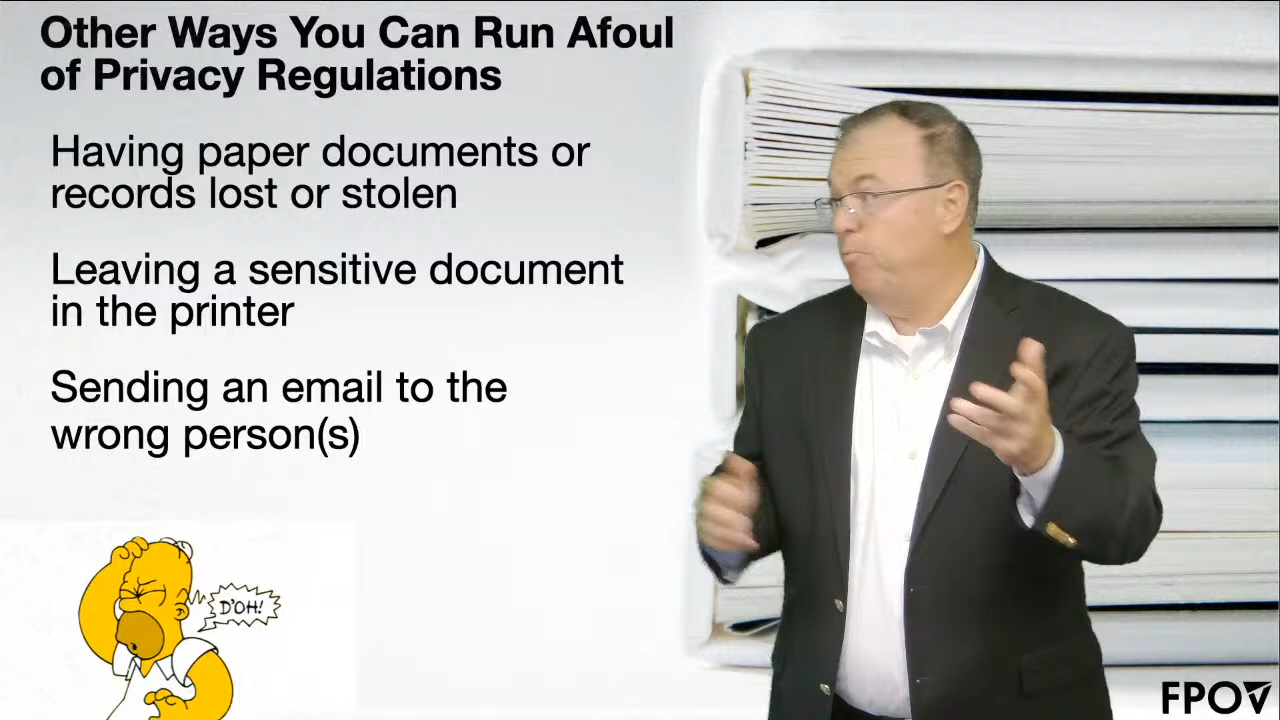 Other Ways You Can Run Afoul
of Privacy Regulations
Having paper documents or
records lost or stolen
Leaving a sensitive document
in the printer
Sending an email to the
wrong person(s)
D'OH!
FPOV